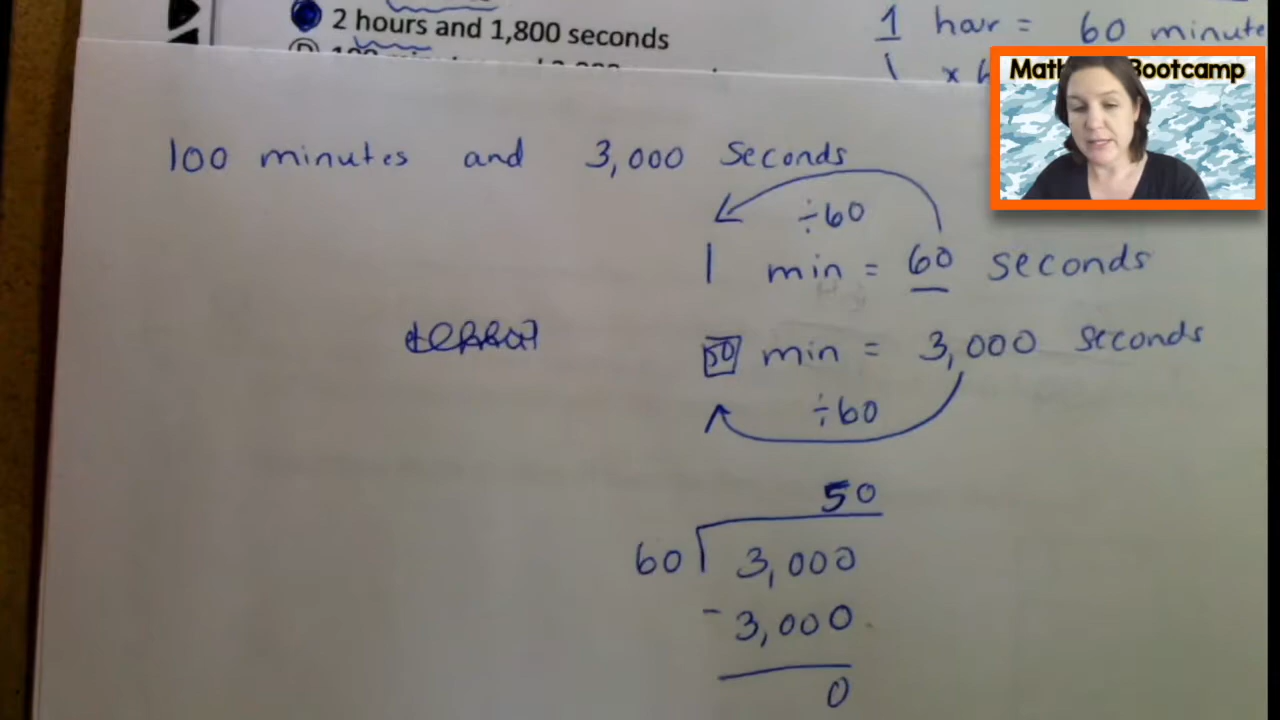 2 hours and 1,800 seconds
1 hour = 60 minute
1 x
Math Bootcamp
100 minutes and 3,000 Seconds
÷60
1 min = 60 seconds
50 min = 3,000 seconds
÷60
50
60 3,000
- 3,000
0